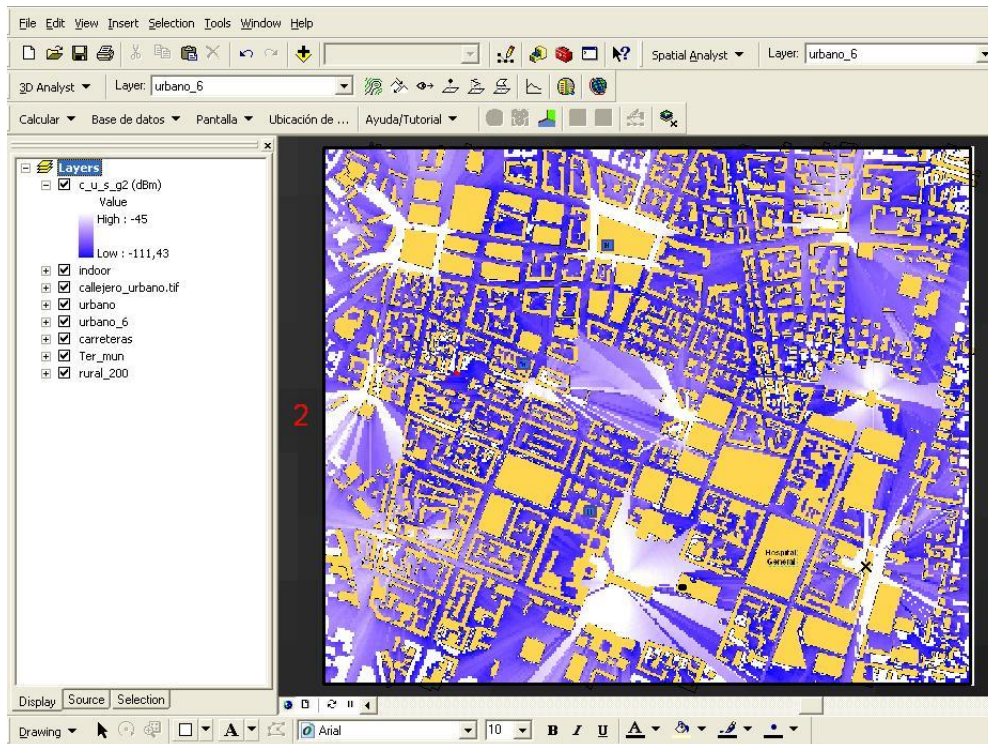 File Edit View Insert Selection Tools Window Help
Spatial Analyst Layer: urbano_6
3D Analyst Layer: urbano_6
Calcular Base de datos Pantalla Ubicación de ... Ayuda/Tutorial
Layers
c_u_s_g2 (dBm)
Value
High : -45
Low : -111,43
indoor
callejero_urbano.tif
urbano
urbano_6
carreteras
Ter_mun
rural_200
2
Hospital
General
Display Source Selection
Drawing A Arial 10 B I U A